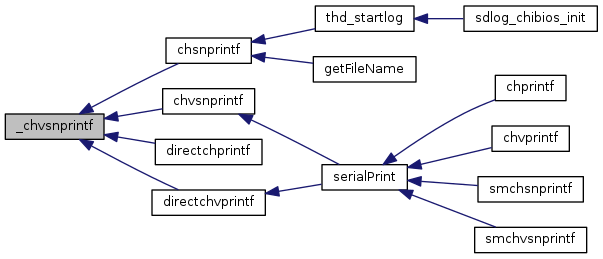 thd_startlog
sdlog_chibios_init
chsnprintf
getFileName
chprintf
chvsnprintf
_chvsnprintf
chvprintf
directchprintf
serialPrint
smchsnprintf
directchvprintf
smchvsnprintf